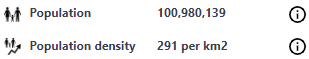 Population 100,980,139
Population density 291 per km2